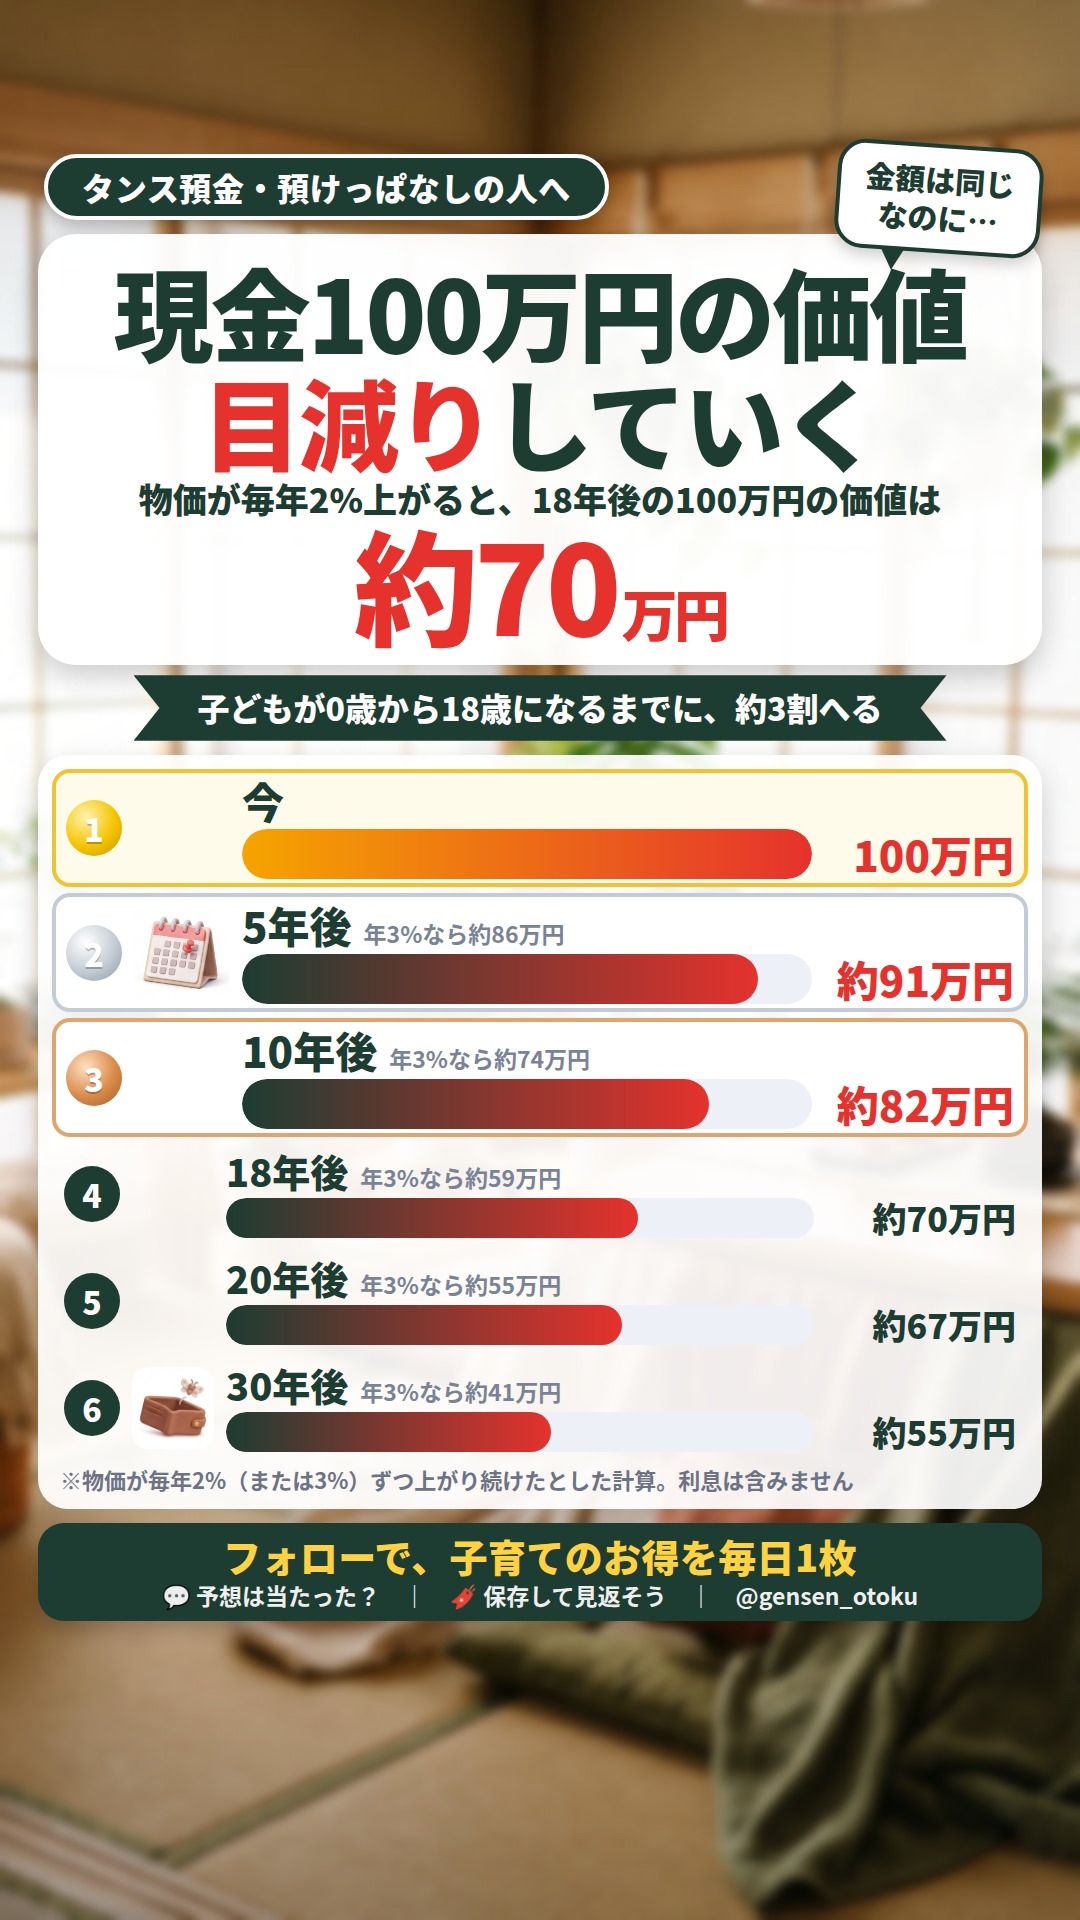 タンス預金・預けっぱなしの人へ
金額は同じ
なのに…
現金100万円の価値
目減りしていく
物価が毎年2%上がると、18年後の100万円の価値は
約70万円
子どもが0歳から18歳になるまでに、約3割へる
1
今
100万円
2
5年後 年3%なら約86万円
約91万円
3
10年後 年3%なら約74万円
約82万円
4
18年後 年3%なら約59万円
約70万円
5
20年後 年3%なら約55万円
約67万円
6
30年後 年3%なら約41万円
約55万円
※物価が毎年2%（または3%）ずつ上がり続けたとした計算。利息は含みません
フォローで、子育てのお得を毎日1枚
💬 予想は当たった？ ｜ 🔖 保存して見返そう ｜ @gensen_otoku